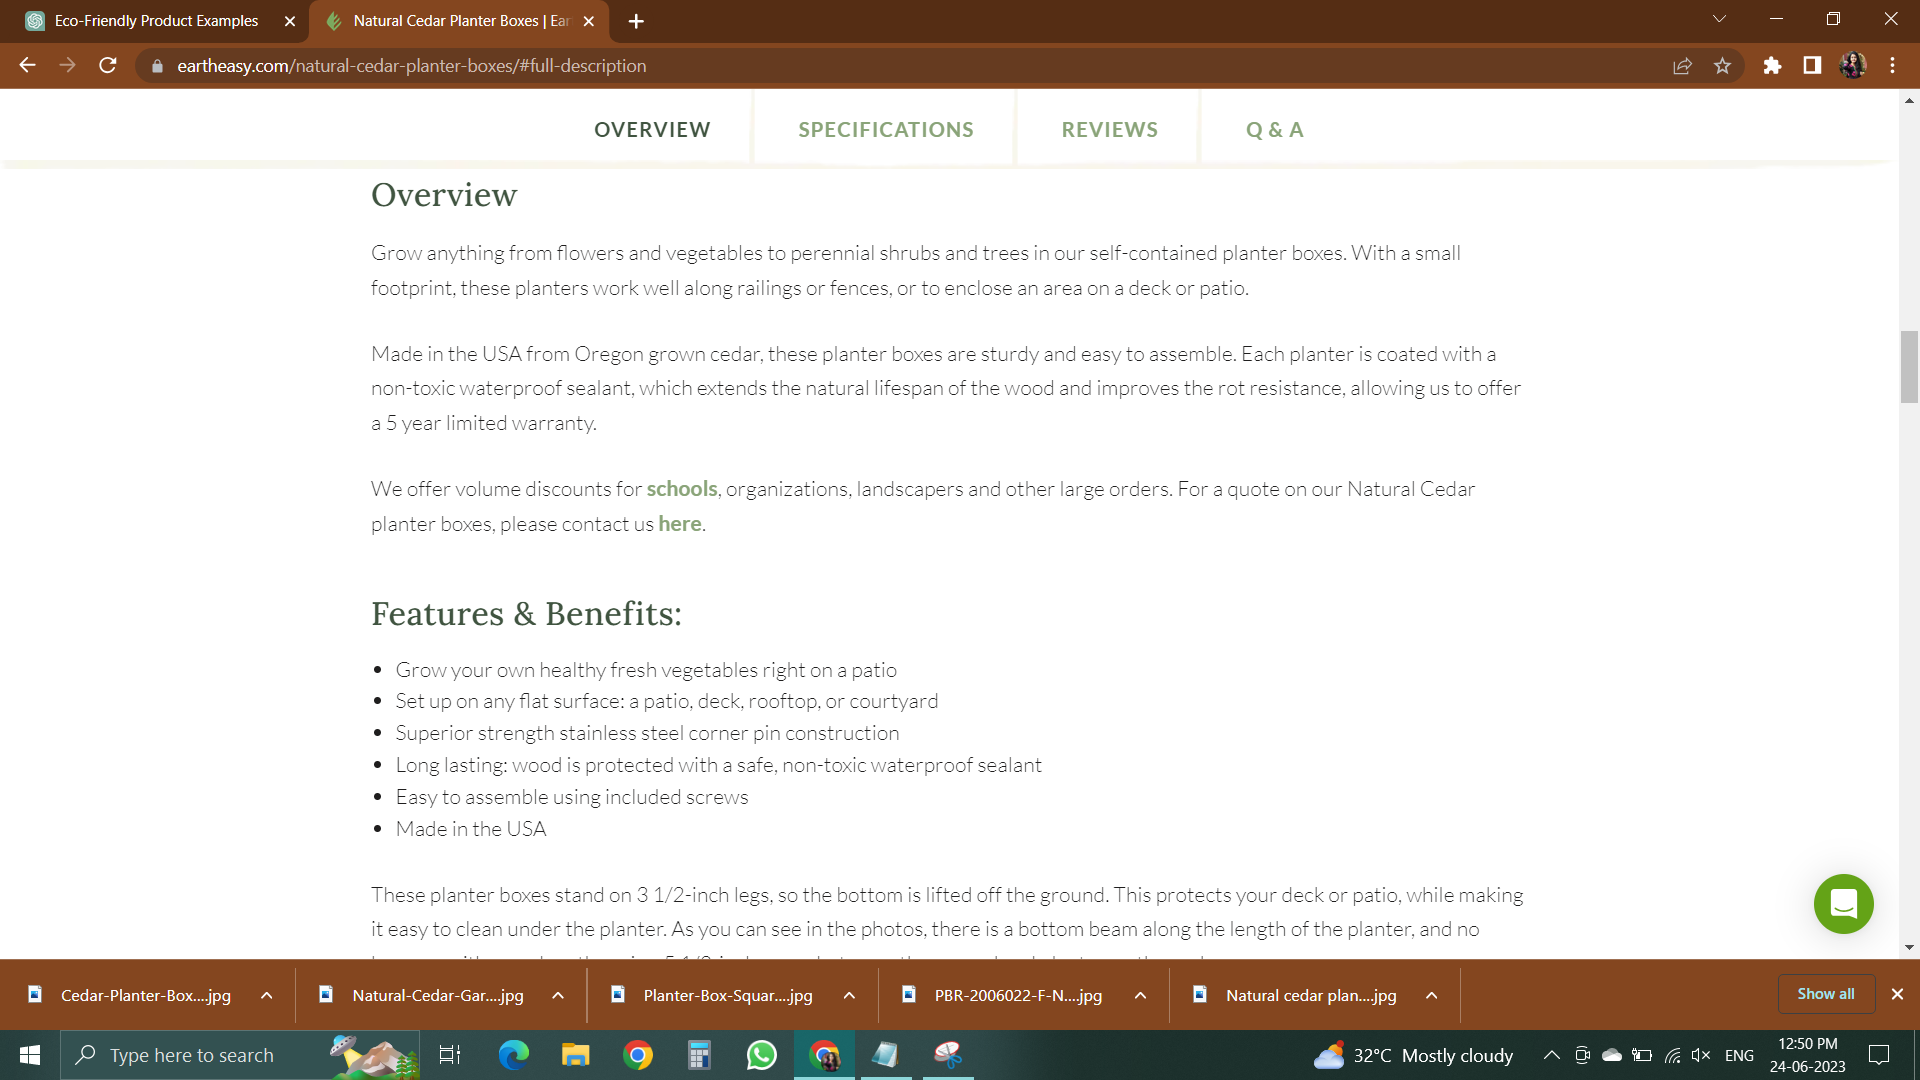 Eco-Friendly Product Examples
Natural Cedar Planter Boxes | Ear
eartheasy.com/natural-cedar-planter-boxes/#full-description
OVERVIEW
SPECIFICATIONS
REVIEWS
Q & A
Overview
Grow anything from flowers and vegetables to perennial shrubs and trees in our self-contained planter boxes. With a small
footprint, these planters work well along railings or fences, or to enclose an area on a deck or patio.
Made in the USA from Oregon grown cedar, these planter boxes are sturdy and easy to assemble. Each planter is coated with a
non-toxic waterproof sealant, which extends the natural lifespan of the wood and improves the rot resistance, allowing us to offer
a 5 year limited warranty.
We offer volume discounts for schools, organizations, landscapers and other large orders. For a quote on our Natural Cedar
planter boxes, please contact us here.
Features & Benefits:
• Grow your own healthy fresh vegetables right on a patio
• Set up on any flat surface: a patio, deck, rooftop, or courtyard
• Superior strength stainless steel corner pin construction
• Long lasting: wood is protected with a safe, non-toxic waterproof sealant
• Easy to assemble using included screws
• Made in the USA
These planter boxes stand on 3 1/2-inch legs, so the bottom is lifted off the ground. This protects your deck or patio, while making
it easy to clean under the planter. As you can see in the photos, there is a bottom beam along the length of the planter, and no
Cedar-Planter-Box....jpg
Natural-Cedar-Gar....jpg
Planter-Box-Squar....jpg
PBR-2006022-F-N....jpg
Natural cedar plan....jpg
Show all
Type here to search
32°C Mostly cloudy
ENG
12:50 PM
24-06-2023